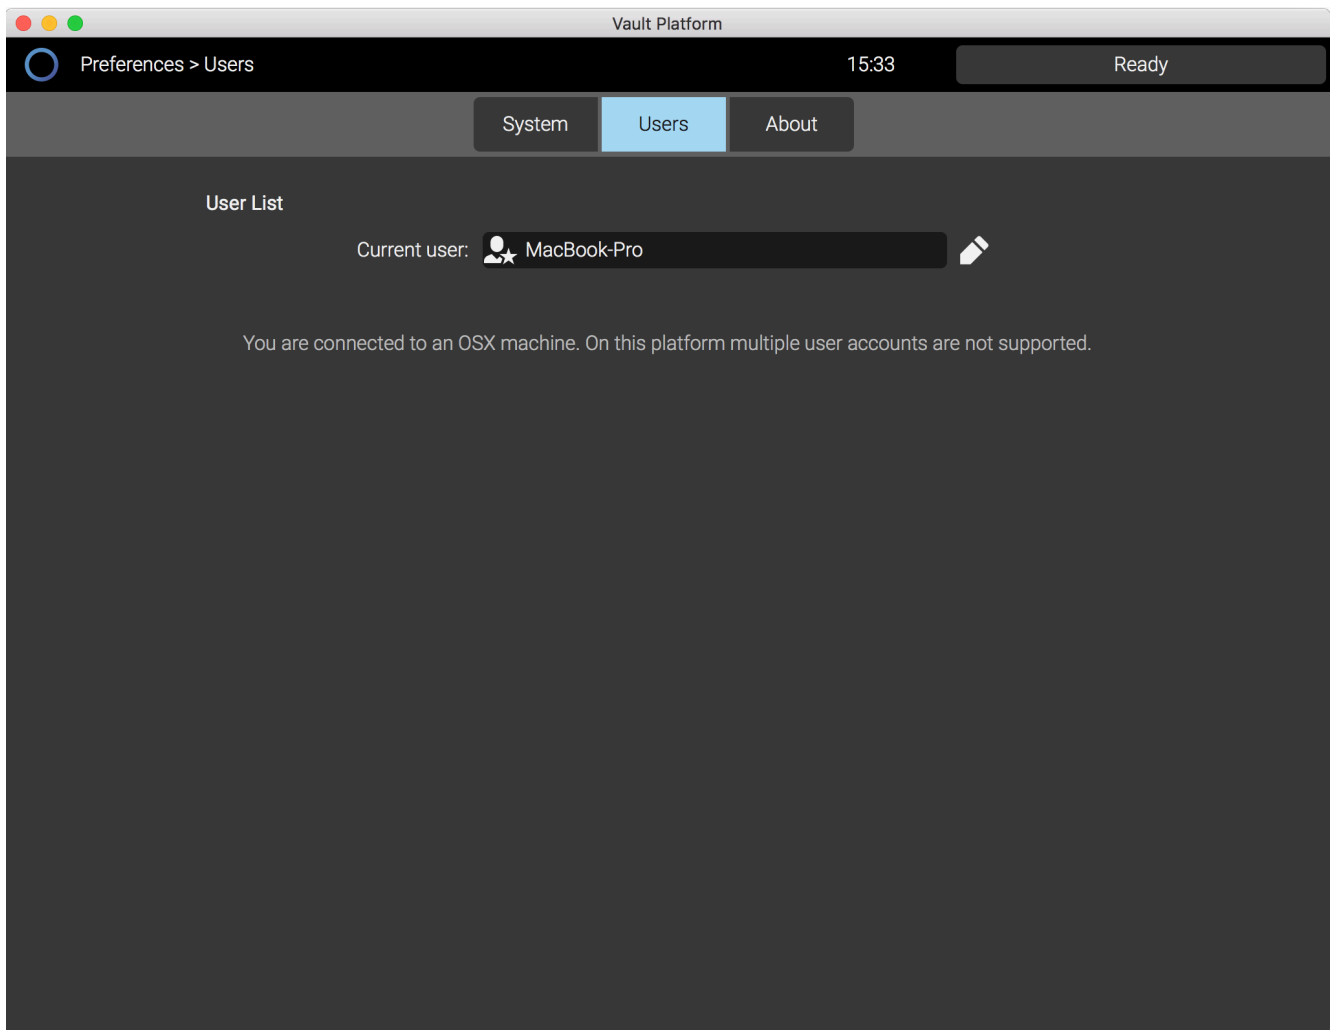 Vault Platform
Preferences > Users
15:33
Ready
System
Users
About
User List
Current user:
MacBook-Pro
You are connected to an OSX machine. On this platform multiple user accounts are not supported.